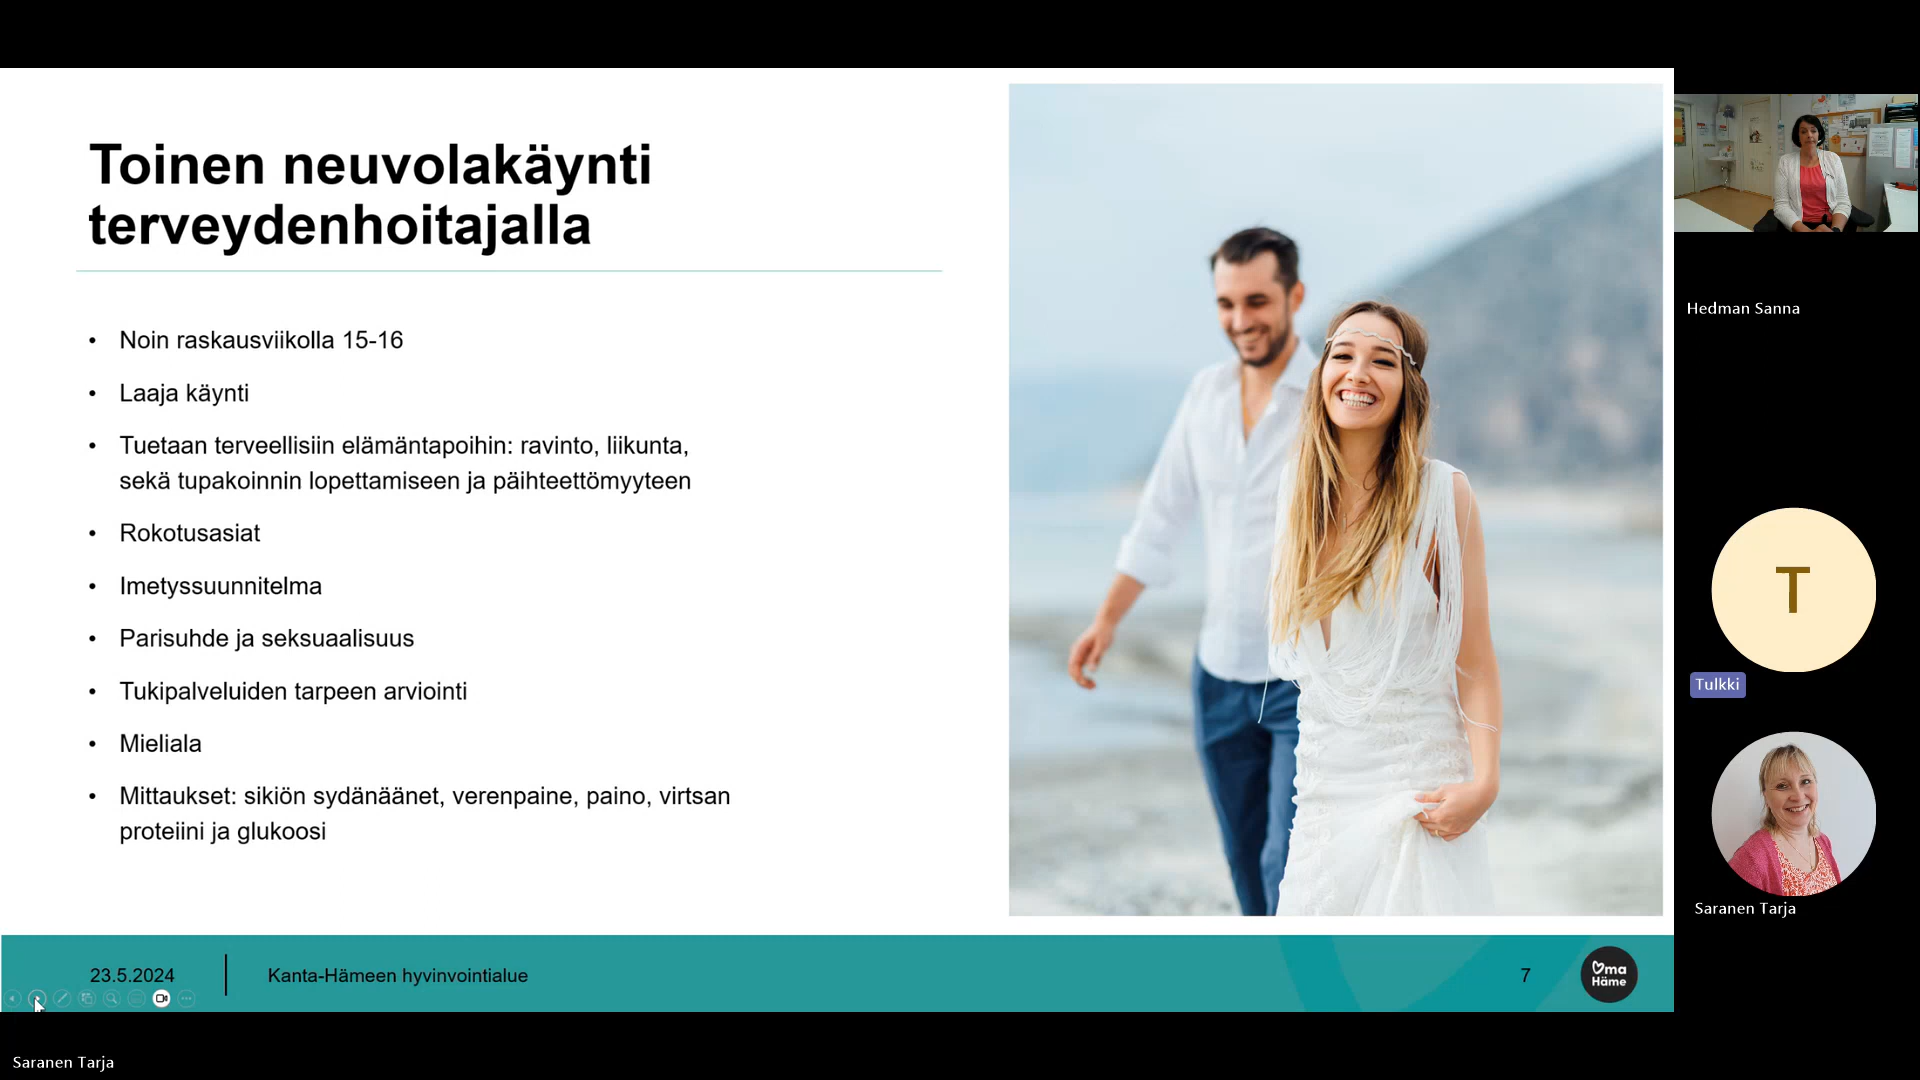 Toinen neuvolakäynti
terveydenhoitajalla
• Noin raskausviikolla 15-16
• Laaja käynti
• Tuetaan terveellisiin elämäntapoihin: ravinto, liikunta,
sekä tupakoinnin lopettamiseen ja päihteettömyyteen
• Rokotusasiat
• Imetyssuunnitelma
• Parisuhde ja seksuaalisuus
• Tukipalveluiden tarpeen arviointi
• Mieliala
• Mittaukset: sikiön sydänäänet, verenpaine, paino, virtsan
proteiini ja glukoosi
23.5.2024
Kanta-Hämeen hyvinvointialue
7
Oma
Häme
Hedman Sanna
T
Tulkki
Saranen Tarja
Saranen Tarja